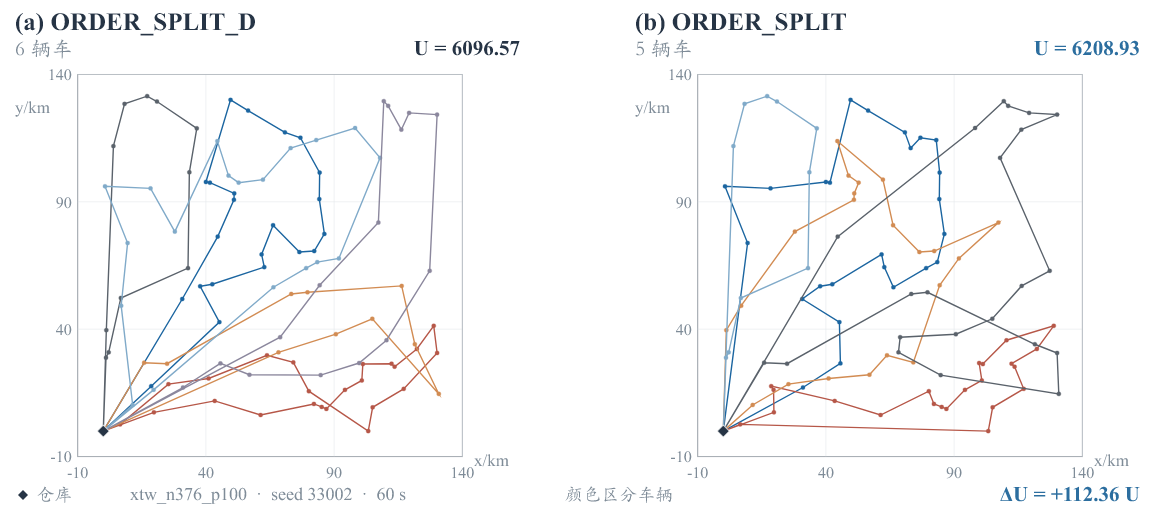 (a) ORDER_SPLIT_D
6 辆车
U = 6096.57
140
y/km
90
40
-10
-10
40
90
140
x/km
(b) ORDER_SPLIT
5 辆车
U = 6208.93
140
y/km
90
40
-10
-10
40
90
140
x/km
◆ 仓库
xtw_n376_p100 · seed 33002 · 60 s
颜色区分车辆
ΔU = +112.36 U